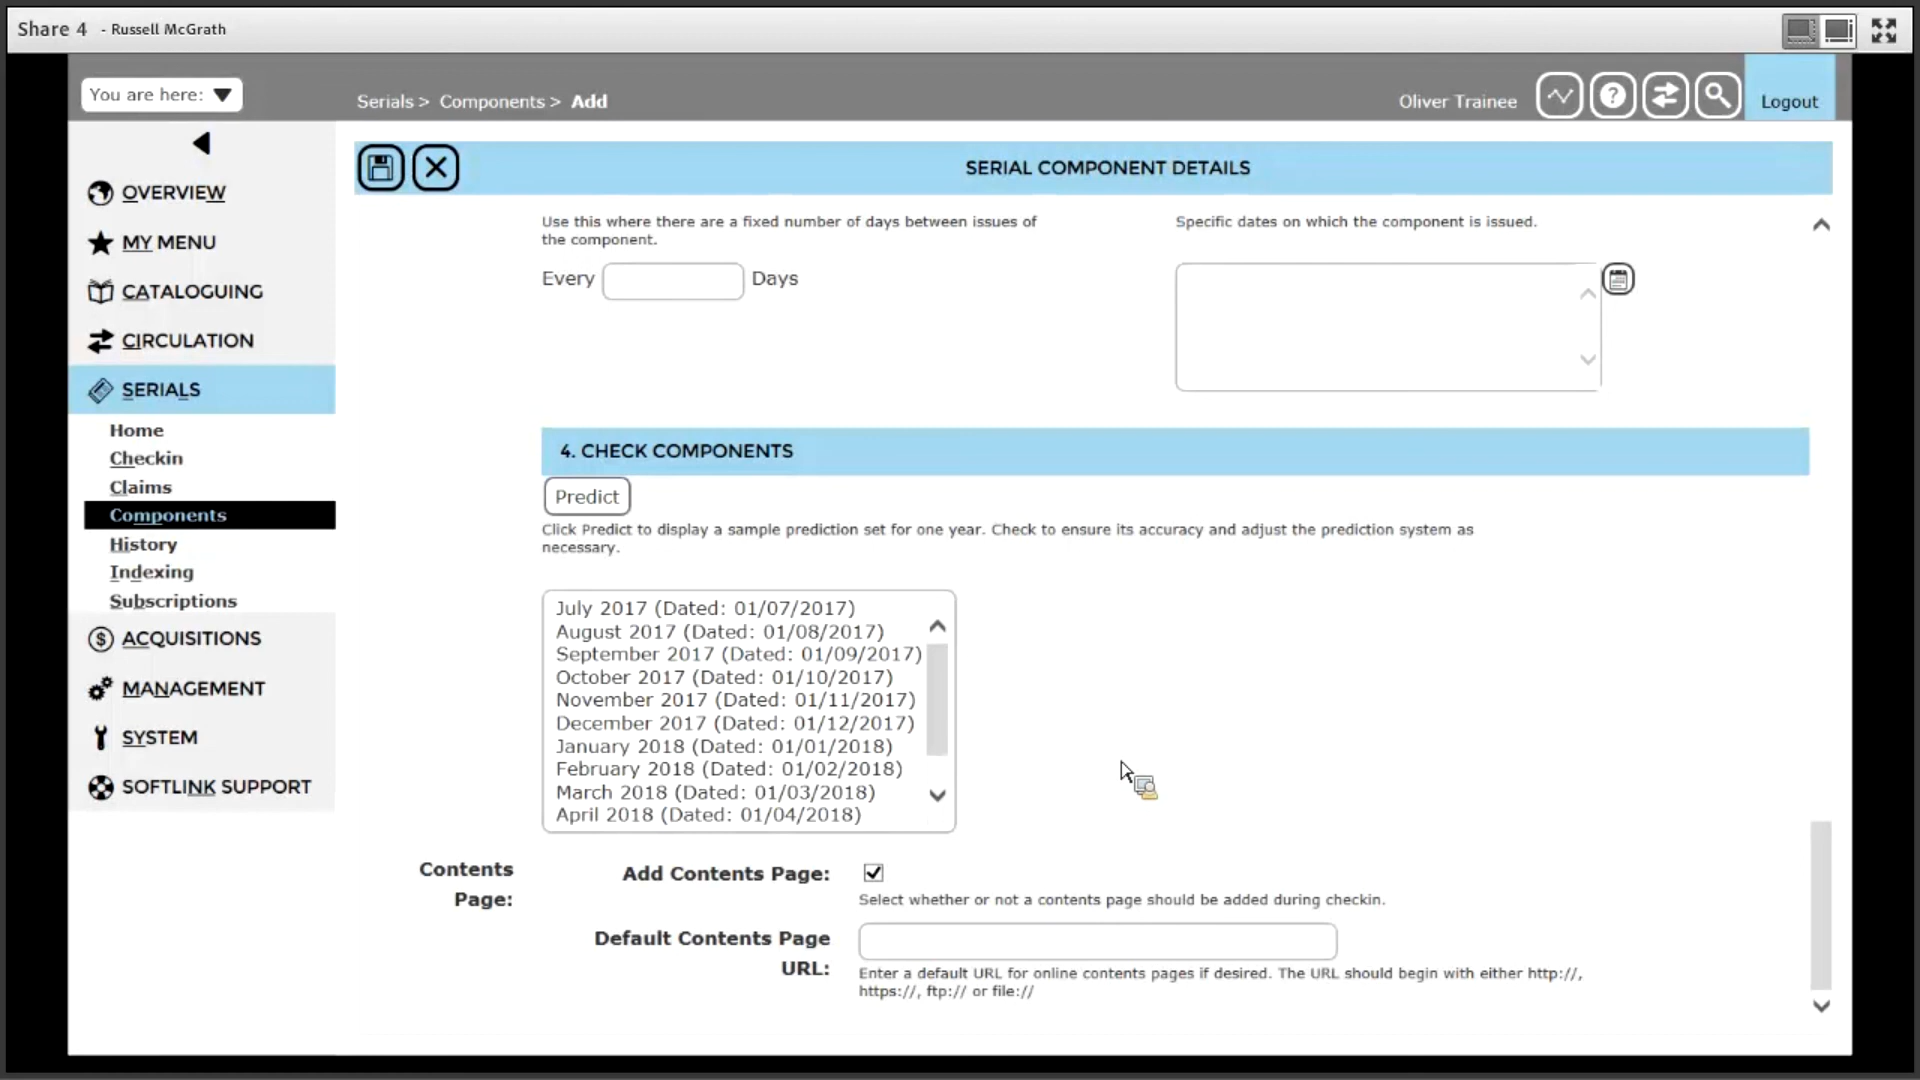 Share 4 - Russell McGrath
You are here:
Serials > Components > Add
Oliver Trainee
Logout
OVERVIEW
MY MENU
CATALOGUING
CIRCULATION
SERIALS
Home
Checkin
Claims
Components
History
Indexing
Subscriptions
ACQUISITIONS
MANAGEMENT
SYSTEM
SOFTLINK SUPPORT
SERIAL COMPONENT DETAILS
Use this where there are a fixed number of days between issues of
the component.
Every Days
Specific dates on which the component is issued.
4. CHECK COMPONENTS
Predict
Click Predict to display a sample prediction set for one year. Check to ensure its accuracy and adjust the prediction system as
necessary.
July 2017 (Dated: 01/07/2017)
August 2017 (Dated: 01/08/2017)
September 2017 (Dated: 01/09/2017)
October 2017 (Dated: 01/10/2017)
November 2017 (Dated: 01/11/2017)
December 2017 (Dated: 01/12/2017)
January 2018 (Dated: 01/01/2018)
February 2018 (Dated: 01/02/2018)
March 2018 (Dated: 01/03/2018)
April 2018 (Dated: 01/04/2018)
Contents
Page:
Add Contents Page:
Select whether or not a contents page should be added during checkin.
Default Contents Page
URL:
Enter a default URL for online contents pages if desired. The URL should begin with either http://,
https://, ftp:// or file://